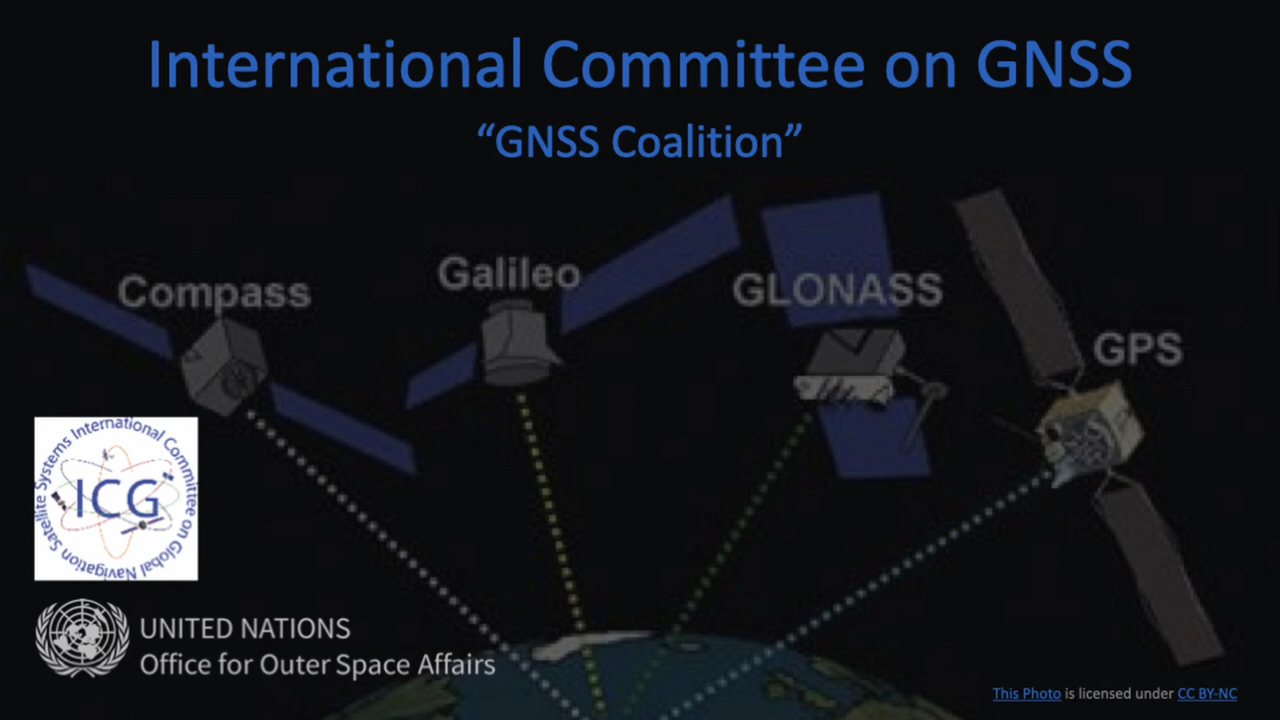 International Committee on GNSS
“GNSS Coalition”
Compass
Galileo
GLONASS
GPS
Systems International Committee on Global Navigation Satellite
ICG
UNITED NATIONS
Office for Outer Space Affairs
This Photo is licensed under CC BY-NC